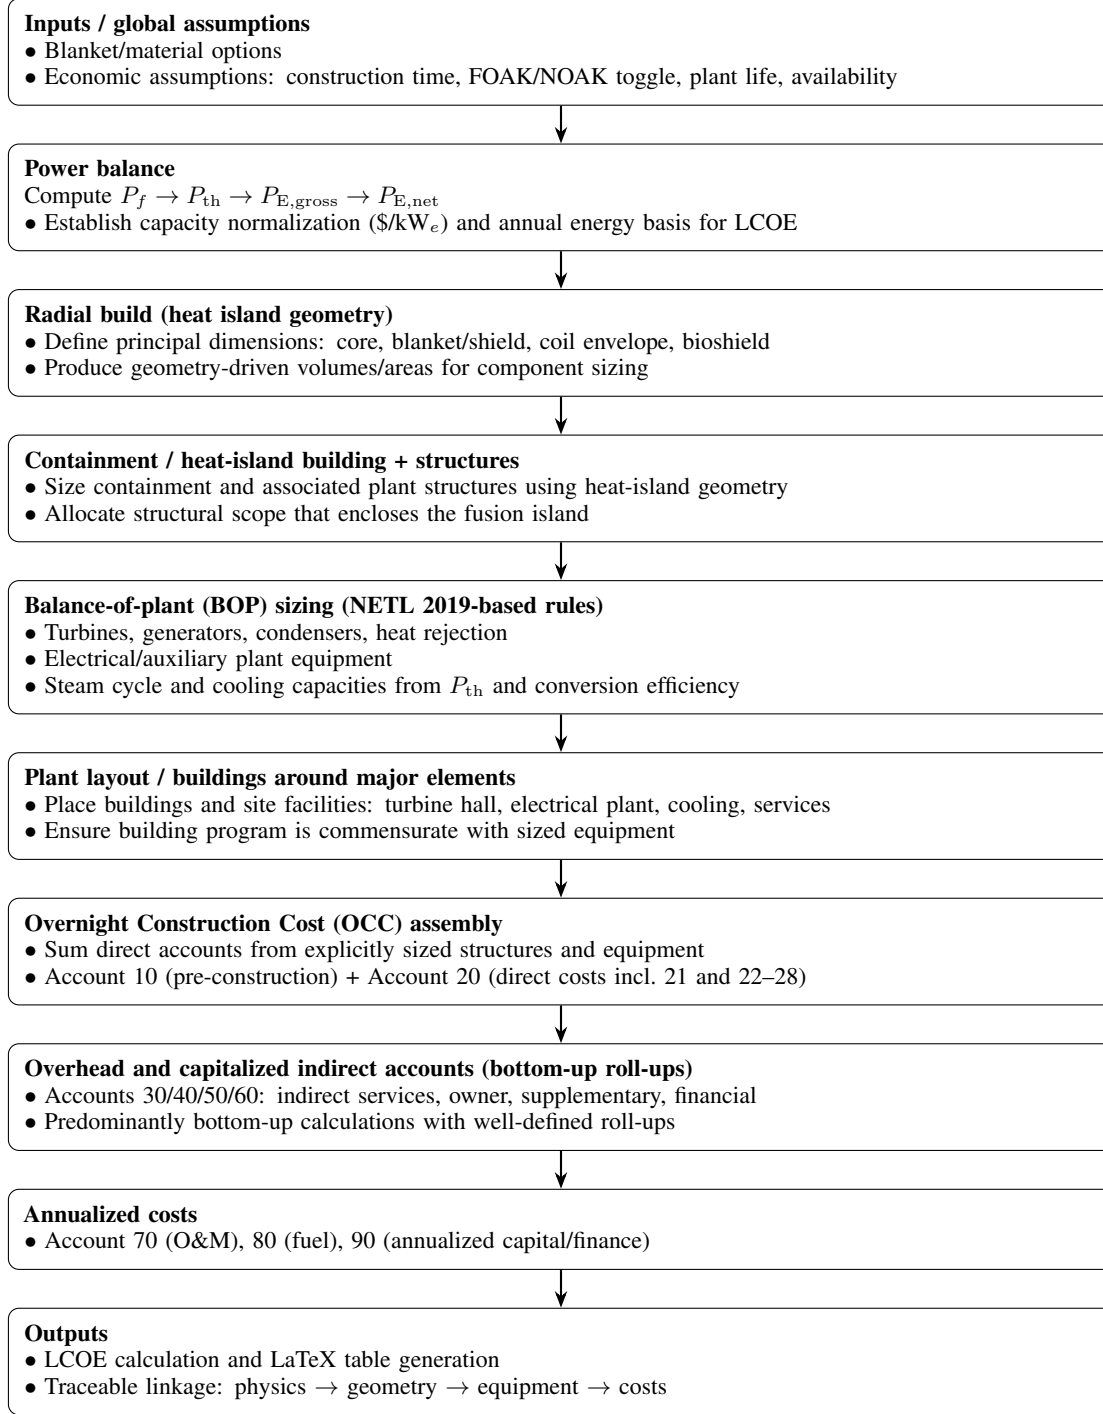 Inputs / global assumptions
• Blanket/material options
• Economic assumptions: construction time, FOAK/NOAK toggle, plant life, availability
Power balance
Compute P_f → P_th → P_E,gross → P_E,net
• Establish capacity normalization ($/kW_e) and annual energy basis for LCOE
Radial build (heat island geometry)
• Define principal dimensions: core, blanket/shield, coil envelope, bioshield
• Produce geometry-driven volumes/areas for component sizing
Containment / heat-island building + structures
• Size containment and associated plant structures using heat-island geometry
• Allocate structural scope that encloses the fusion island
Balance-of-plant (BOP) sizing (NETL 2019-based rules)
• Turbines, generators, condensers, heat rejection
• Electrical/auxiliary plant equipment
• Steam cycle and cooling capacities from P_th and conversion efficiency
Plant layout / buildings around major elements
• Place buildings and site facilities: turbine hall, electrical plant, cooling, services
• Ensure building program is commensurate with sized equipment
Overnight Construction Cost (OCC) assembly
• Sum direct accounts from explicitly sized structures and equipment
• Account 10 (pre-construction) + Account 20 (direct costs incl. 21 and 22–28)
Overhead and capitalized indirect accounts (bottom-up roll-ups)
• Accounts 30/40/50/60: indirect services, owner, supplementary, financial
• Predominantly bottom-up calculations with well-defined roll-ups
Annualized costs
• Account 70 (O&M), 80 (fuel), 90 (annualized capital/finance)
Outputs
• LCOE calculation and LaTeX table generation
• Traceable linkage: physics → geometry → equipment → costs